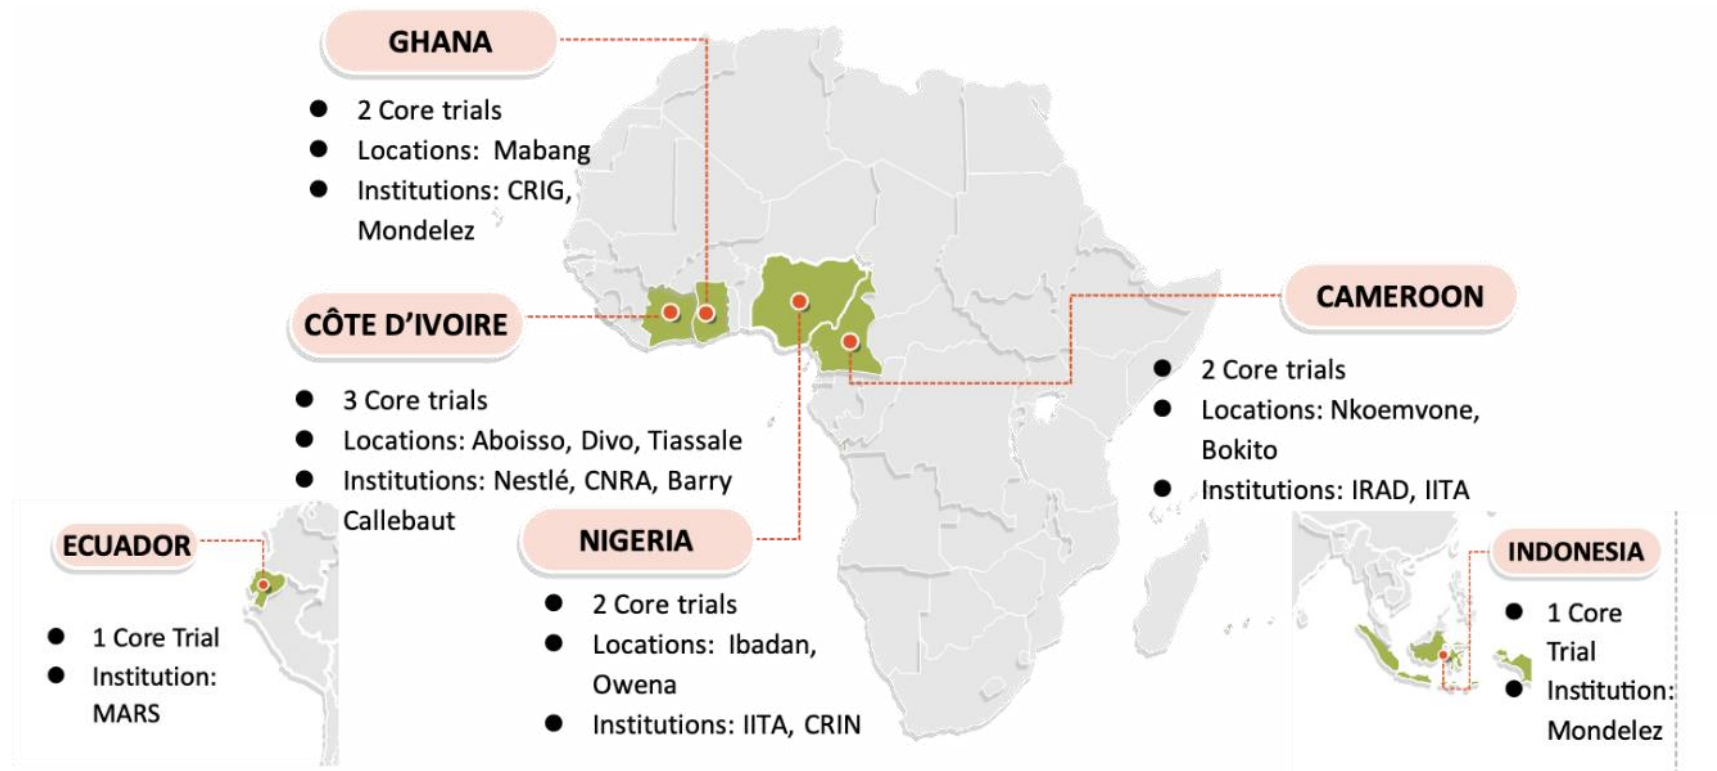 GHANA
● 2 Core trials
● Locations: Mabang
● Institutions: CRIG,
Mondelez
CÔTE D’IVOIRE
● 3 Core trials
● Locations: Aboisso, Divo, Tiassale
● Institutions: Nestlé, CNRA, Barry
Callebaut
CAMEROON
● 2 Core trials
● Locations: Nkoemvone,
Bokito
● Institutions: IRAD, IITA
ECUADOR
● 1 Core Trial
● Institution:
MARS
NIGERIA
● 2 Core trials
● Locations: Ibadan,
Owena
● Institutions: IITA, CRIN
INDONESIA
● 1 Core
Trial
● Institution:
Mondelez